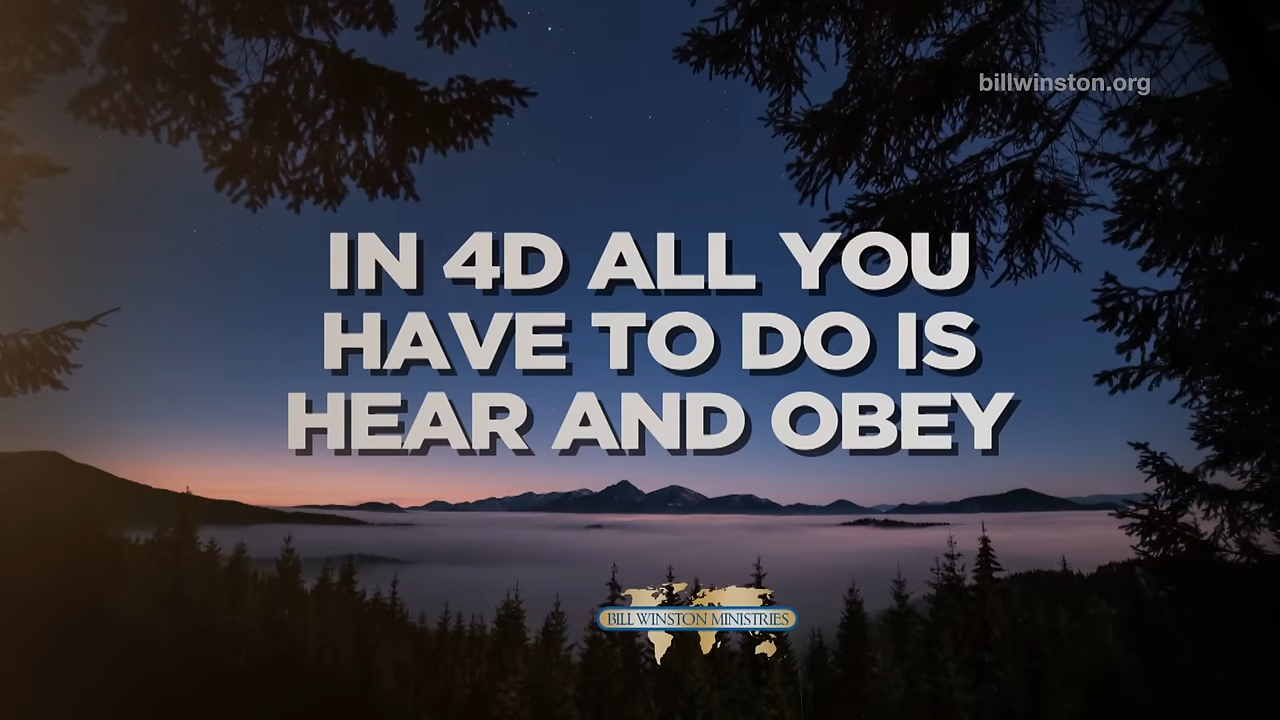 billwinston.org
IN 4D ALL YOU
HAVE TO DO IS
HEAR AND OBEY
BILL WINSTON MINISTRIES